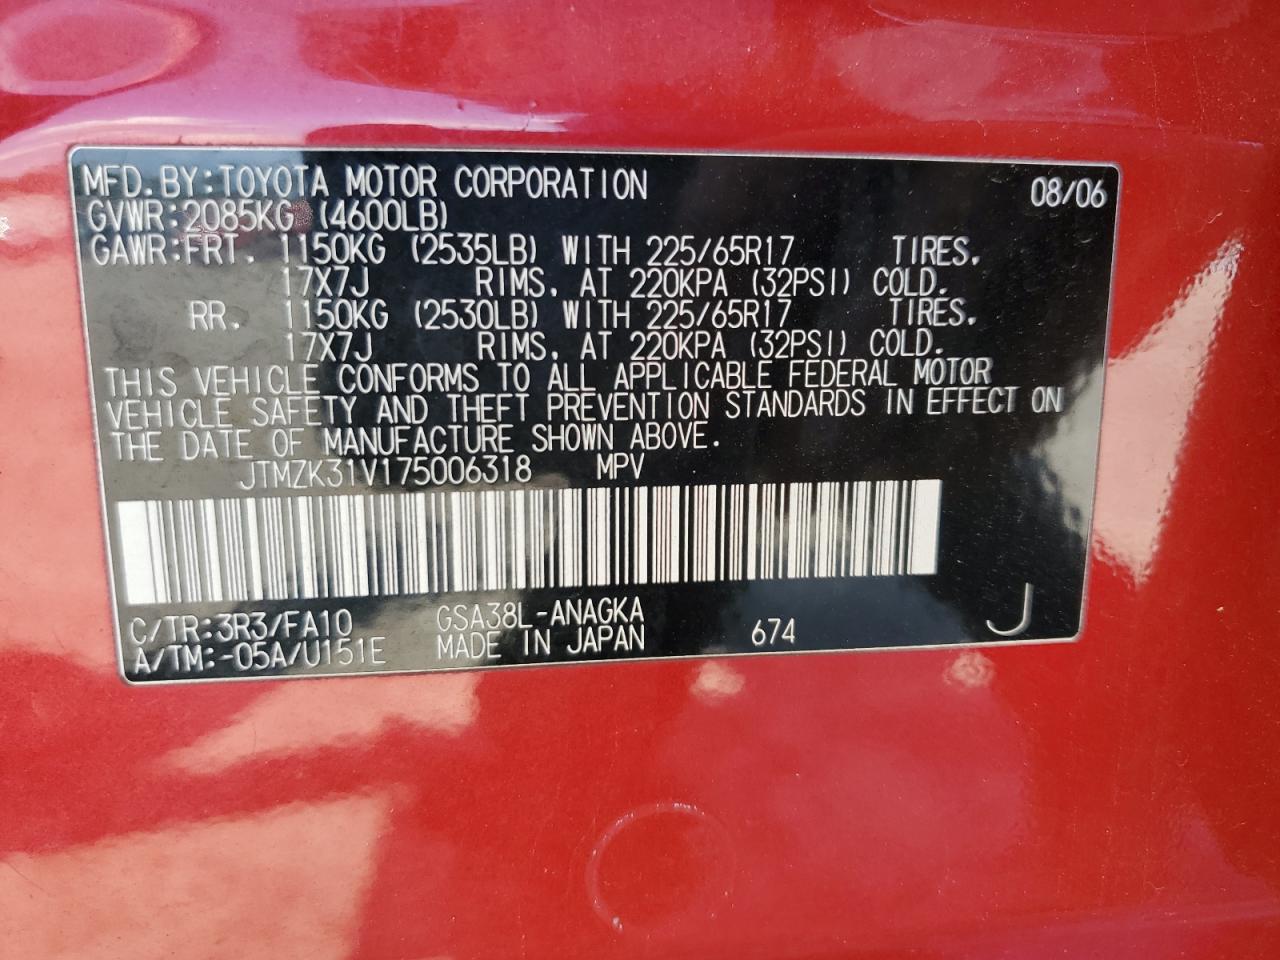 MFD. BY: TOYOTA MOTOR CORPORATION 08/06
GVWR: 2085KG (4600LB)
GAWR: FRT. 1150KG (2535LB) WITH 225/65R17 TIRES.
17X7J RIMS, AT 220KPA (32PSI) COLD.
RR. 1150KG (2530LB) WITH 225/65R17 TIRES.
17X7J RIMS, AT 220KPA (32PSI) COLD.
THIS VEHICLE CONFORMS TO ALL APPLICABLE FEDERAL MOTOR
VEHICLE SAFETY AND THEFT PREVENTION STANDARDS IN EFFECT ON
THE DATE OF MANUFACTURE SHOWN ABOVE.
JTMZK31V175006318 MPV
C/TR: 3R3/FA10 GSA38L-ANAGKA
A/TM: -05A/U151E MADE IN JAPAN 674 J